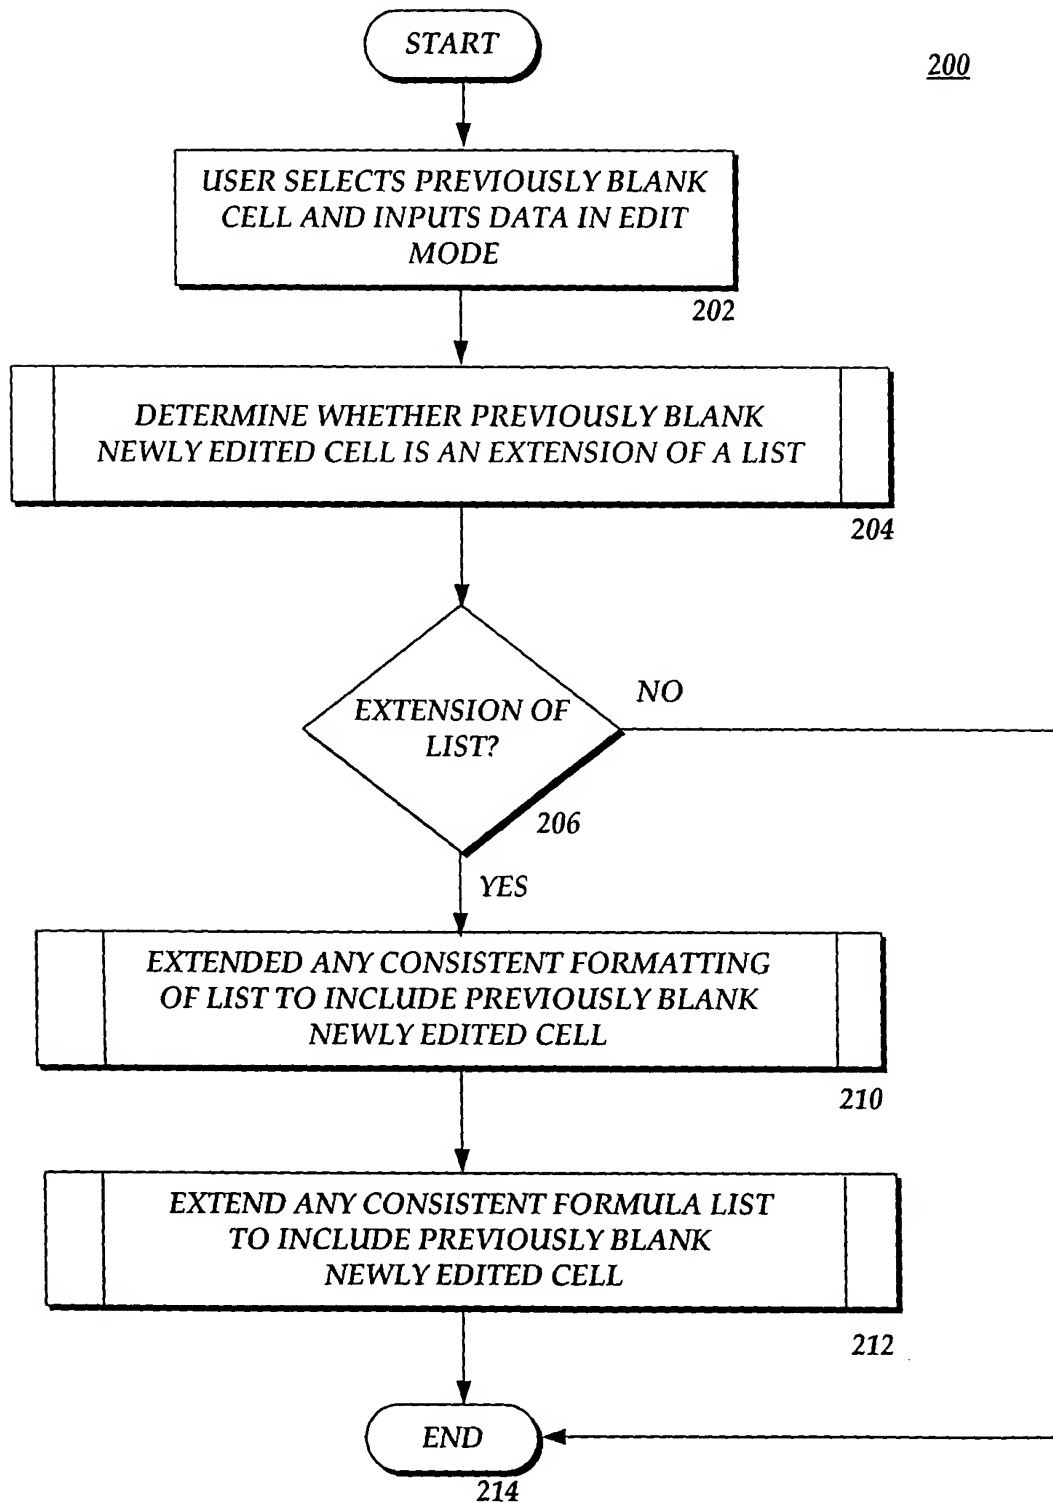 START
200
USER SELECTS PREVIOUSLY BLANK
CELL AND INPUTS DATA IN EDIT
MODE
202
DETERMINE WHETHER PREVIOUSLY BLANK
NEWLY EDITED CELL IS AN EXTENSION OF A LIST
204
EXTENSION OF
LIST?
NO
206
YES
EXTENDED ANY CONSISTENT FORMATTING
OF LIST TO INCLUDE PREVIOUSLY BLANK
NEWLY EDITED CELL
210
EXTEND ANY CONSISTENT FORMULA LIST
TO INCLUDE PREVIOUSLY BLANK
NEWLY EDITED CELL
212
END
214